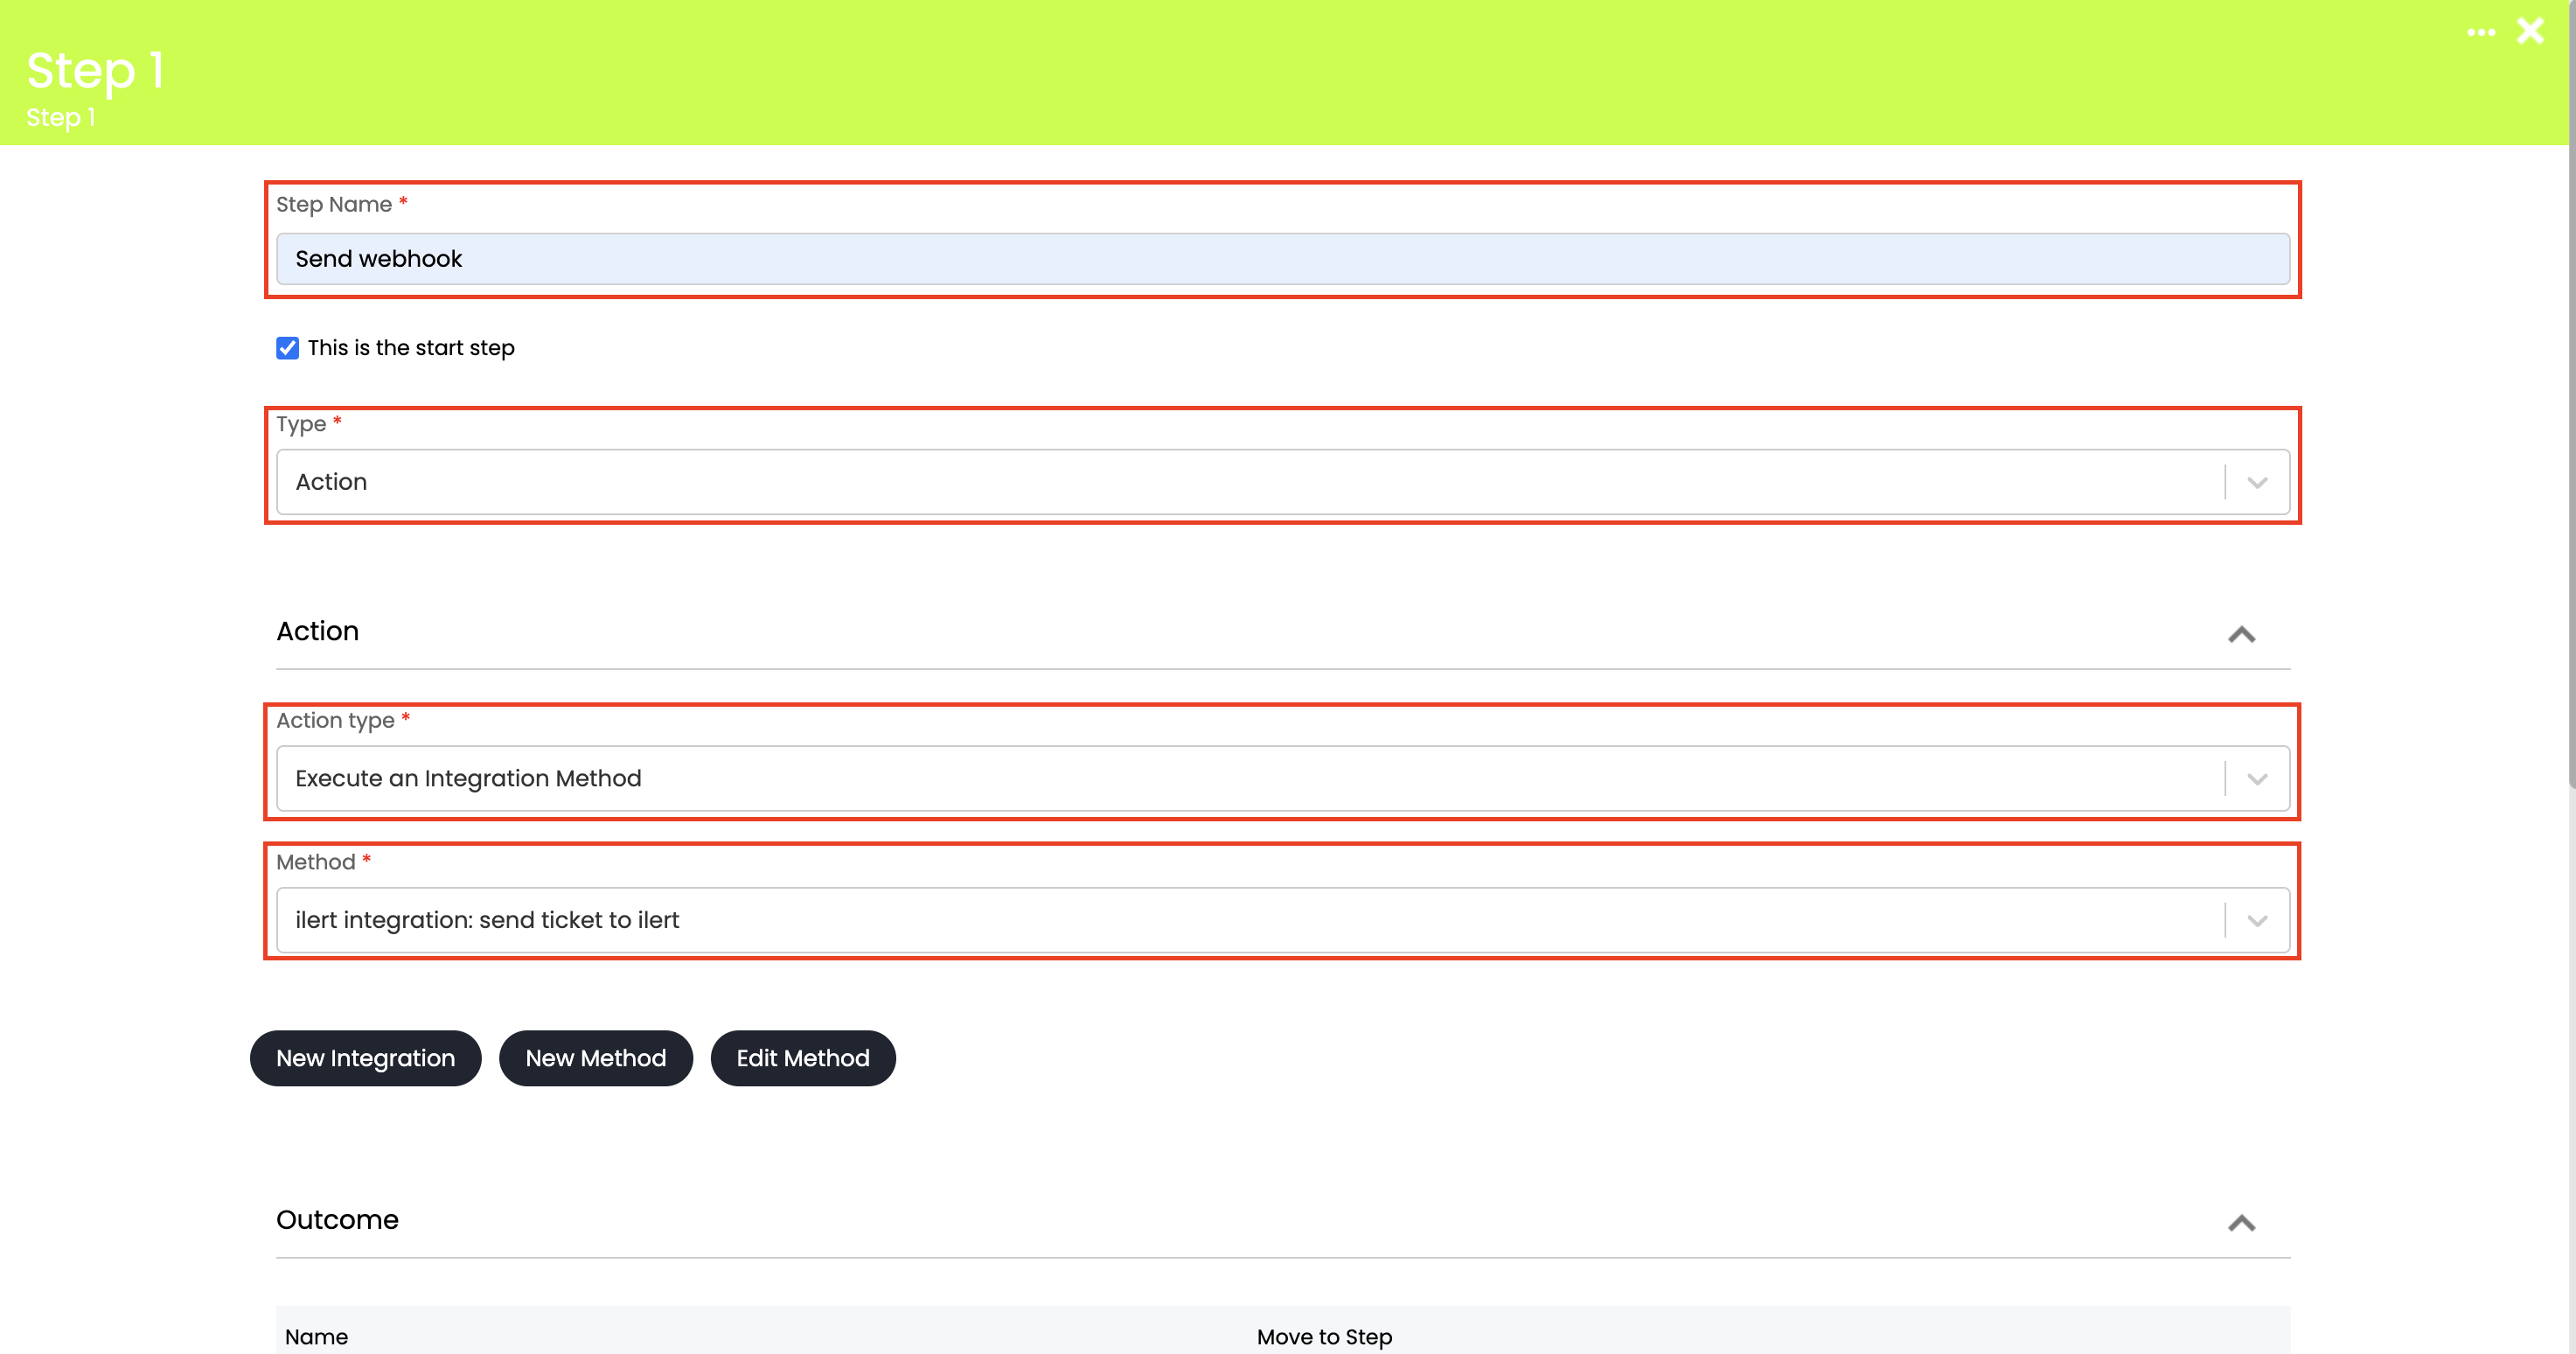 Step 1
Step 1
Step Name *
Send webhook
This is the start step
Type *
Action
Action
Action type *
Execute an Integration Method
Method *
ilert integration: send ticket to ilert
New Integration New Method Edit Method
Outcome
Name Move to Step